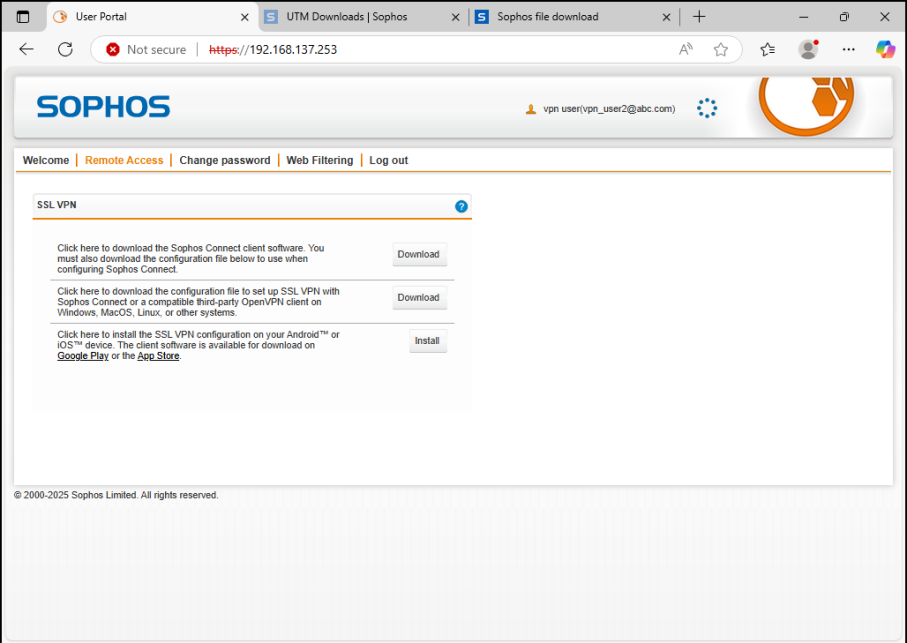 User Portal
UTM Downloads | Sophos
Sophos file download
Not secure
https://192.168.137.253
SOPHOS
vpn user(vpn_user2@abc.com)
Welcome | Remote Access | Change password | Web Filtering | Log out
SSL VPN
?
Click here to download the Sophos Connect client software. You
must also download the configuration file below to use when
configuring Sophos Connect.
Download
Click here to download the configuration file to set up SSL VPN with
Sophos Connect or a compatible third-party OpenVPN client on
Windows, MacOS, Linux, or other systems.
Download
Click here to install the SSL VPN configuration on your Android™ or
iOS™ device. The client software is available for download on
Google Play or the App Store.
Install
© 2000-2025 Sophos Limited. All rights reserved.